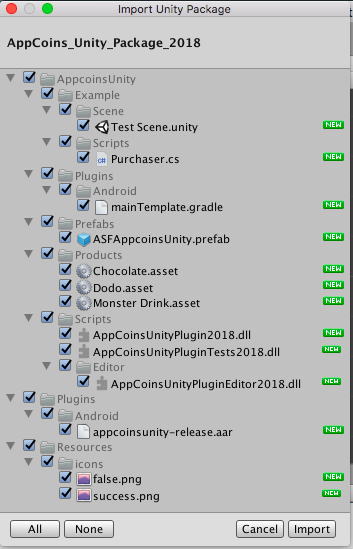 Import Unity Package
AppCoins_Unity_Package_2018
AppcoinsUnity
Example
Scene
Test Scene.unity NEW
Scripts
Purchaser.cs NEW
Plugins
Android
mainTemplate.gradle NEW
Prefabs
ASFAppcoinsUnity.prefab NEW
Products
Chocolate.asset NEW
Dodo.asset NEW
Monster Drink.asset NEW
Scripts
AppCoinsUnityPlugin2018.dll NEW
AppCoinsUnityPluginTests2018.dll NEW
Editor
AppCoinsUnityPluginEditor2018.dll NEW
Plugins
Android
appcoinsunity-release.aar NEW
Resources
icons
false.png NEW
success.png NEW
All None Cancel Import